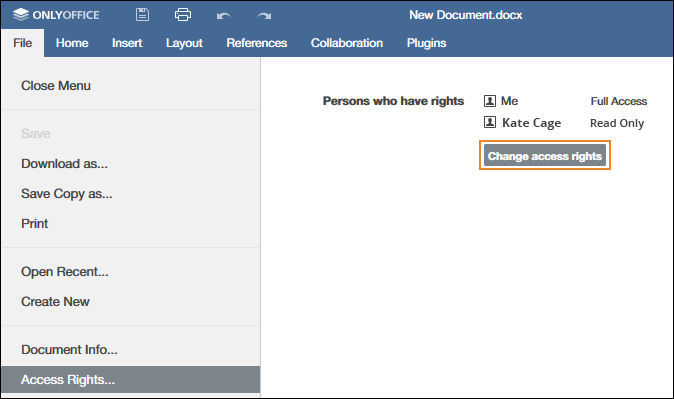 ONLYOFFICE New Document.docx
File Home Insert Layout References Collaboration Plugins
Close Menu
Save
Download as...
Save Copy as...
Print
Open Recent...
Create New
Document Info...
Access Rights...
Persons who have rights Me Full Access
Kate Cage Read Only
Change access rights